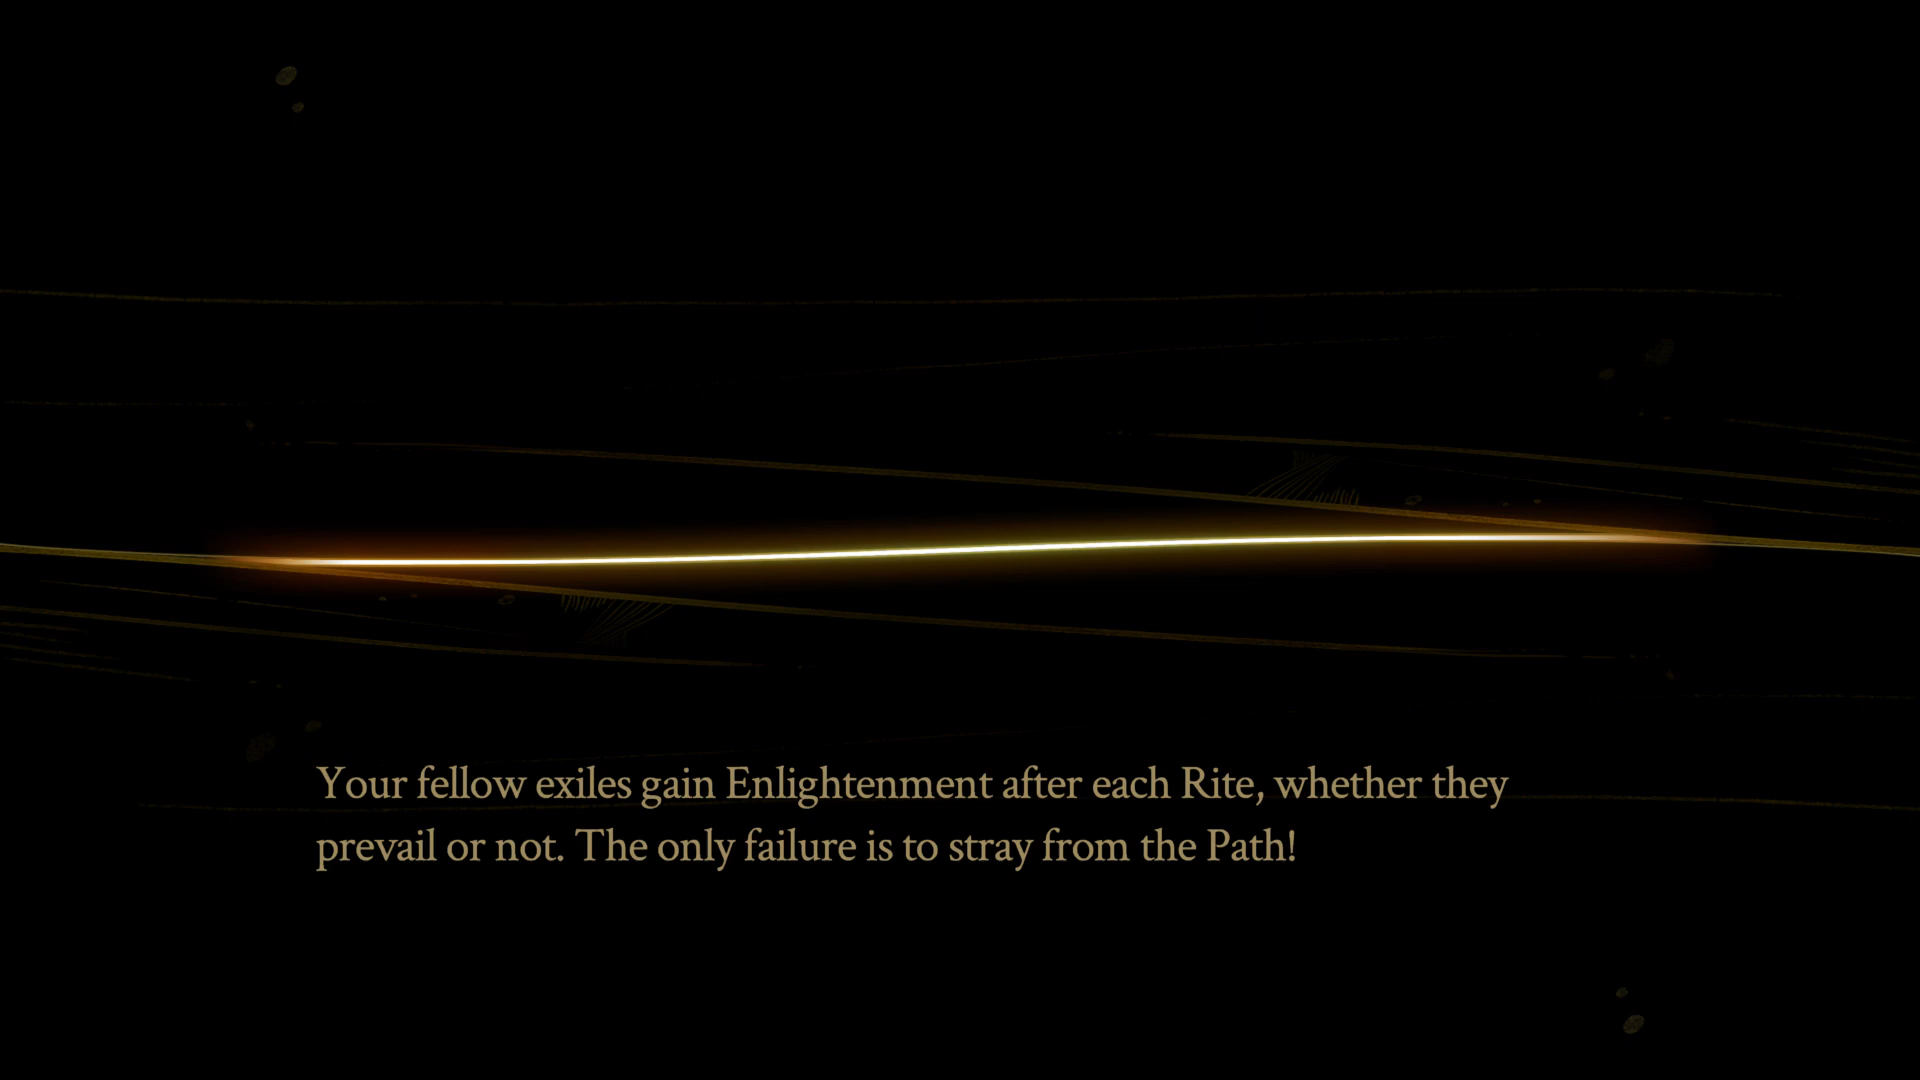 Your fellow exiles gain Enlightenment after each Rite, whether they
prevail or not. The only failure is to stray from the Path!